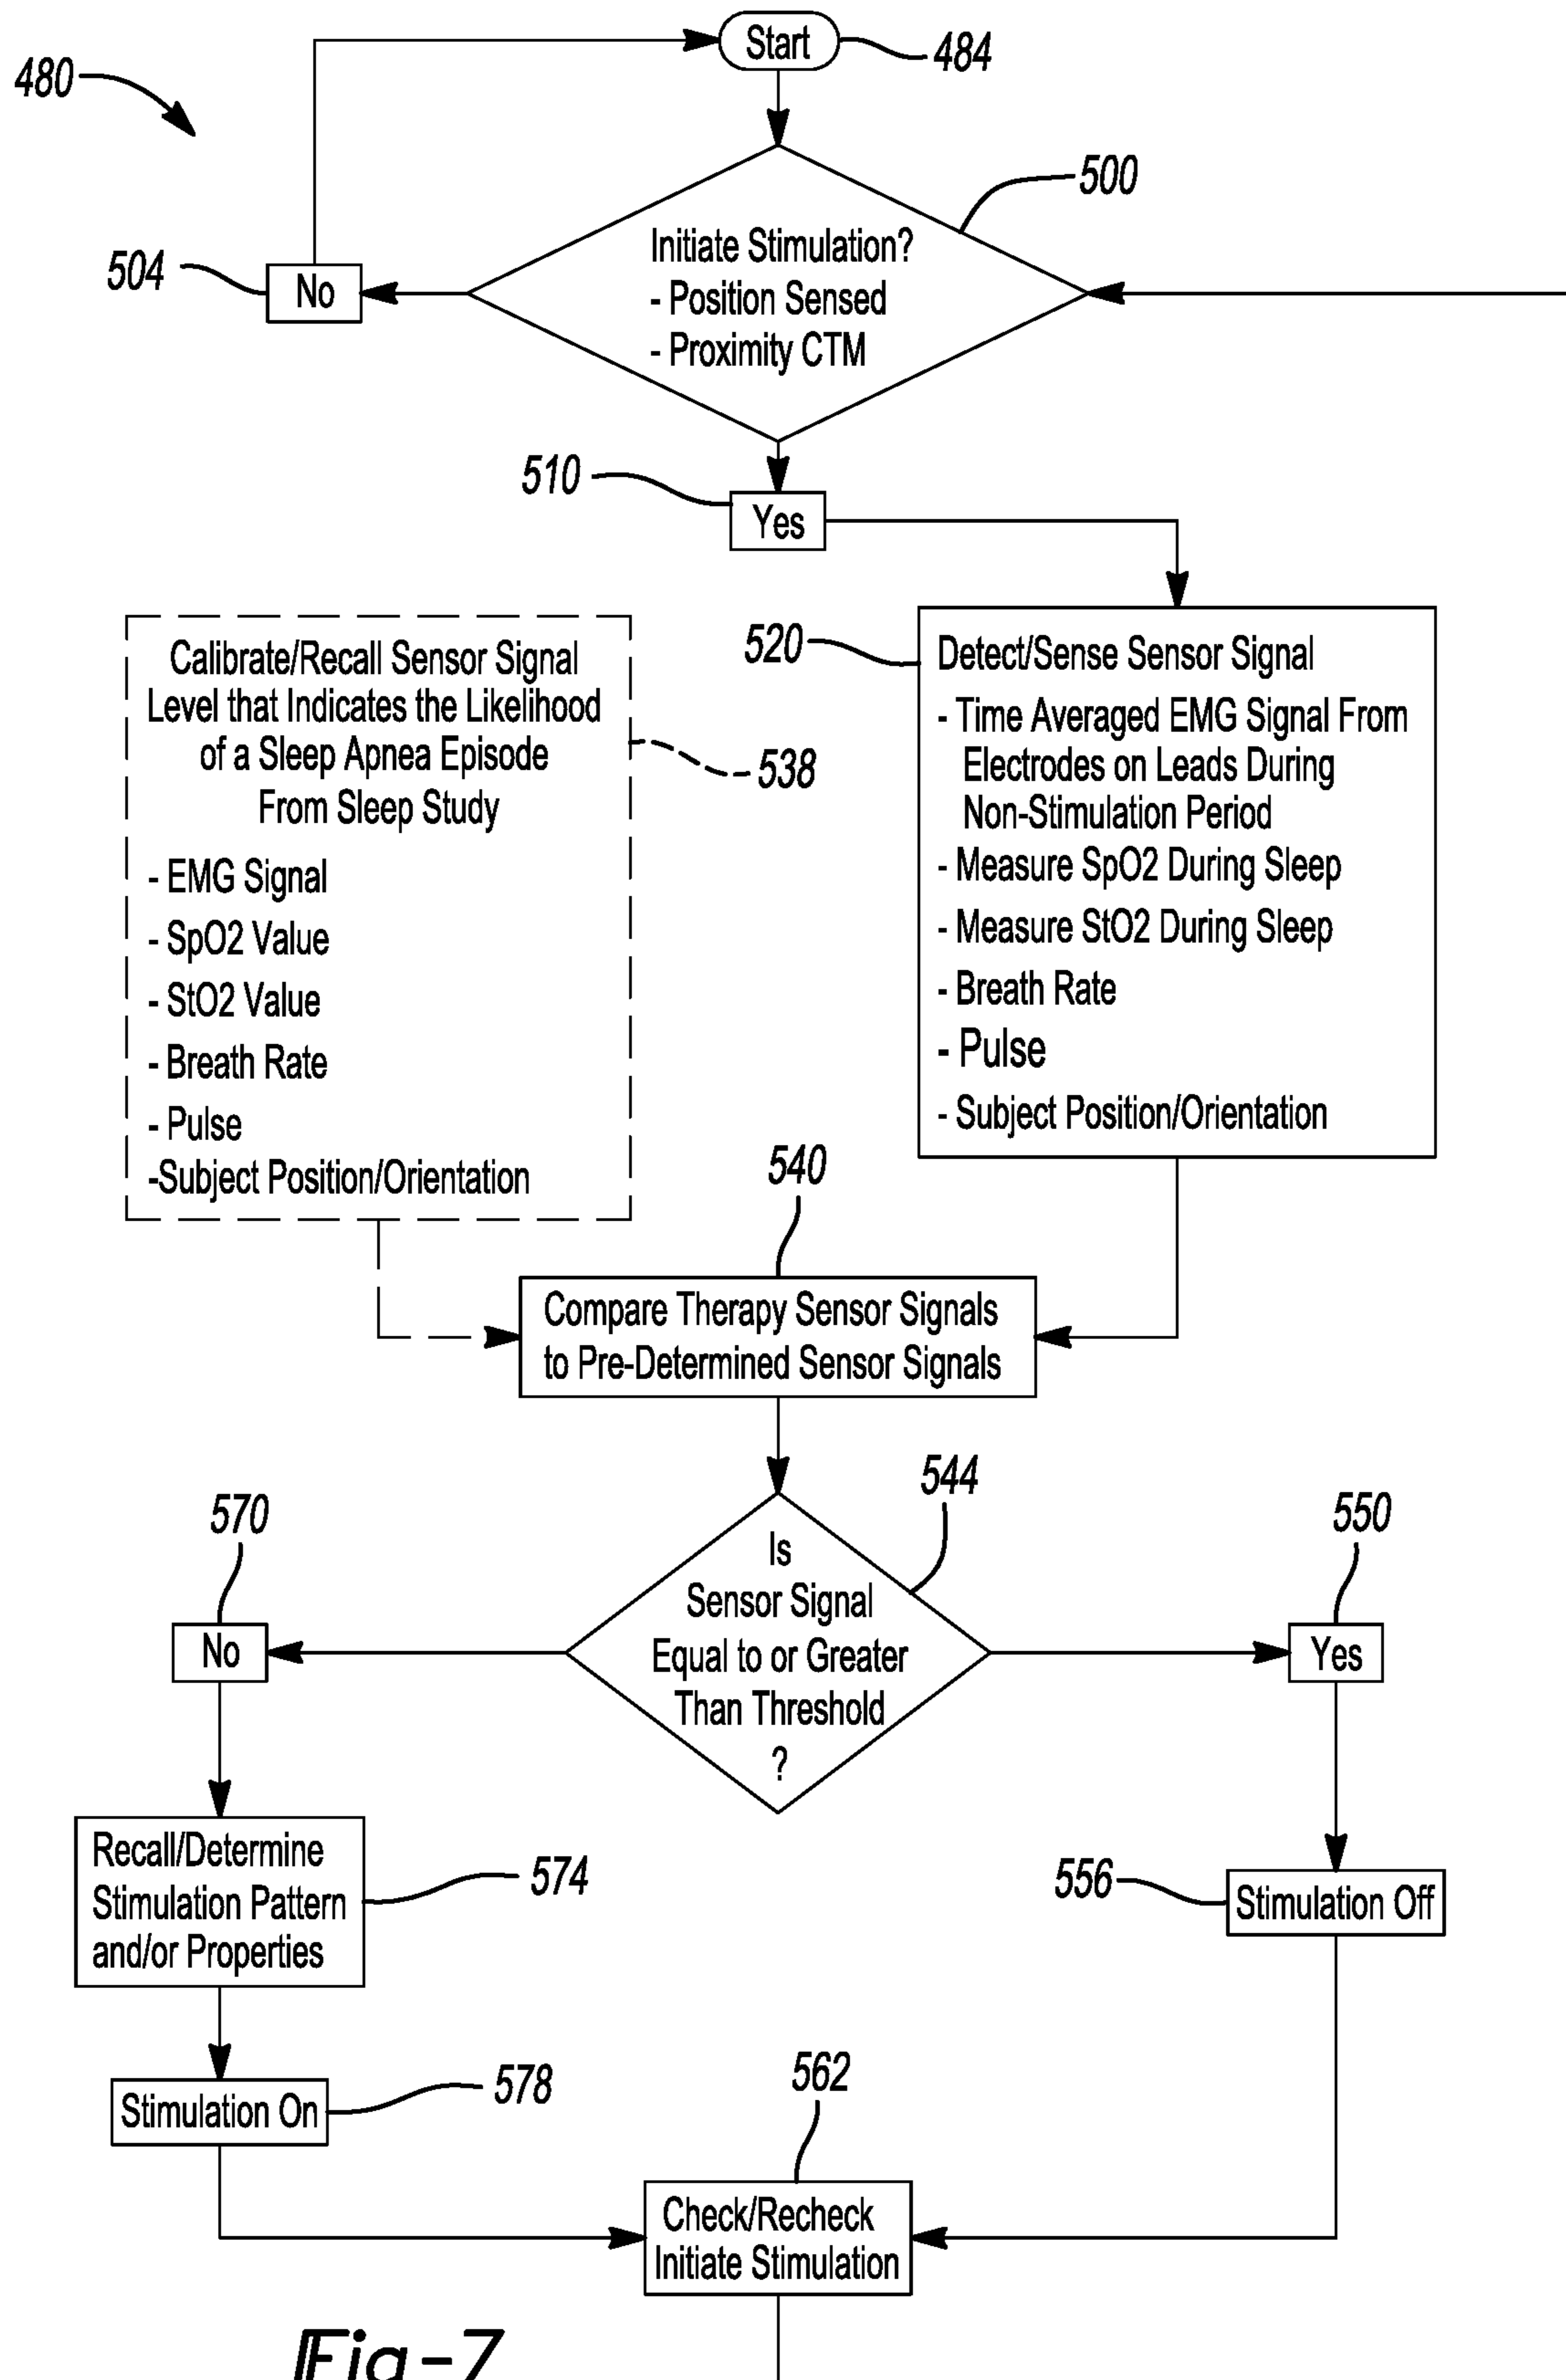 Start
484
480
500
Initiate Stimulation?
- Position Sensed
- Proximity CTM
504
No
510
Yes
Calibrate/Recall Sensor Signal
Level that Indicates the Likelihood
of a Sleep Apnea Episode
From Sleep Study
- EMG Signal
- SpO2 Value
- StO2 Value
- Breath Rate
- Pulse
-Subject Position/Orientation
538
520
Detect/Sense Sensor Signal
- Time Averaged EMG Signal From
Electrodes on Leads During
Non-Stimulation Period
- Measure SpO2 During Sleep
- Measure StO2 During Sleep
- Breath Rate
- Pulse
- Subject Position/Orientation
540
Compare Therapy Sensor Signals
to Pre-Determined Sensor Signals
544
Is
Sensor Signal
Equal to or Greater
Than Threshold
?
570
No
550
Yes
Recall/Determine
Stimulation Pattern
and/or Properties
574
556
Stimulation Off
Stimulation On
578
562
Check/Recheck
Initiate Stimulation
Fig-7